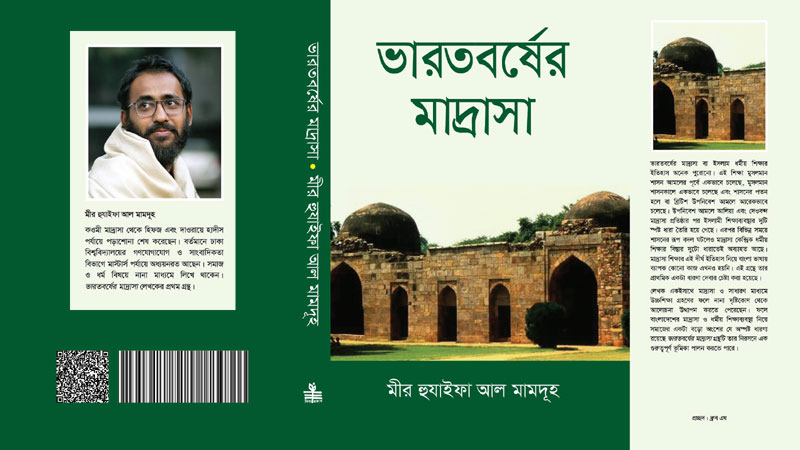 মীর হুযাইফা আল মামদূহ
কওমী মাদ্রাসা থেকে হিফজ এবং দাওরায়ে হাদীস
পর্যায়ে পড়াশোনা শেষ করেছেন। বর্তমানে ঢাকা
বিশ্ববিদ্যালয়ের গণযোগাযোগ ও সাংবাদিকতা
বিভাগে মাস্টার্স পর্যায়ে অধ্যয়নরত আছেন। সমাজ
ও ধর্ম বিষয়ে নানা মাধ্যমে লিখে থাকেন।
ভারতবর্ষের মাদ্রাসা লেখকের প্রথম গ্রন্থ।
ভারতবর্ষের মাদ্রাসা • মীর হুযাইফা আল মামদূহ
ভারতবর্ষের
মাদ্রাসা
মীর হুযাইফা আল মামদূহ
ভারতবর্ষের মাদ্রাসা বা ইসলাম ধর্মীয় শিক্ষার
ইতিহাস অনেক পুরোনো। এই শিক্ষা মুসলমান
শাসন আমলের পূর্বে একভাবে চলেছে, মুসলমান
শাসনকালে একভাবে চলেছে এবং শাসনের পতন
হলে বা ব্রিটিশ উপনিবেশ আমলে আরেকভাবে
চলেছে। উপনিবেশ আমলে আলিয়া এবং দেওবন্দ
মাদ্রাসা প্রতিষ্ঠার পর ইসলামী শিক্ষাব্যবস্থার দুটি
স্পষ্ট ধারা তৈরি হয়ে গেছে। এরপর বিভিন্ন সময়ে
শাসনের রূপ বদল ঘটলেও মাদ্রাসা কেন্দ্রিক ধর্মীয়
শিক্ষার বিস্তার দুটো ধারাতেই অব্যাহত আছে।
মাদ্রাসা শিক্ষার এই দীর্ঘ ইতিহাস নিয়ে বাংলা ভাষায়
ব্যাপক কোনো কাজ এখনও হয়নি। এই গ্রন্থে তার
প্রাথমিক একটা ধারণা দেবার চেষ্টা করা হয়েছে।
লেখক একইসাথে মাদ্রাসা ও সাধারণ মাধ্যমে
উচ্চশিক্ষা গ্রহণের ফলে নানা দৃষ্টিকোণ থেকে
আলোচনা উত্থাপন করতে পেরেছেন। ফলে
বাংলাদেশের মাদ্রাসা ও ধর্মীয় শিক্ষাব্যবস্থা নিয়ে
সমাজের একটা বড়ো অংশের যে অস্পষ্ট ধারণা
রয়েছে ভারতবর্ষের মাদ্রাসা গ্রন্থটি তার নিরসনে এক
গুরুত্বপূর্ণ ভূমিকা পালন করতে পারে।
প্রচ্ছদ : ধ্রুব এষ